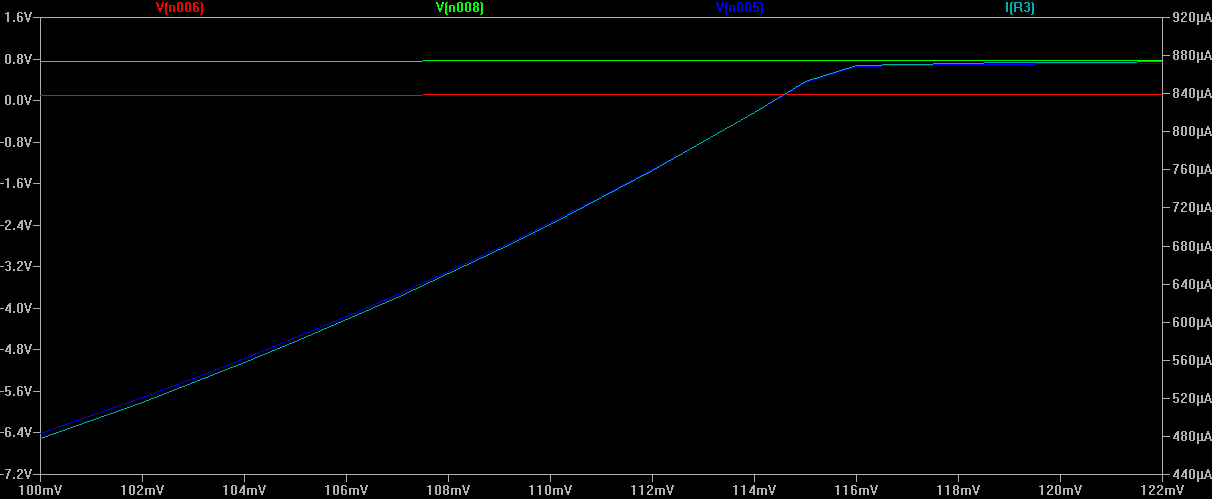 V(n006) V(n008) V(n005) I(R3)
1.6V 920µA
0.8V 880µA
0.0V 840µA
-0.8V 800µA
-1.6V 760µA
-2.4V 720µA
-3.2V 680µA
-4.0V 640µA
-4.8V 600µA
-5.6V 560µA
-6.4V 520µA
-7.2V 480µA
440µA
100mV 102mV 104mV 106mV 108mV 110mV 112mV 114mV 116mV 118mV 120mV 122mV